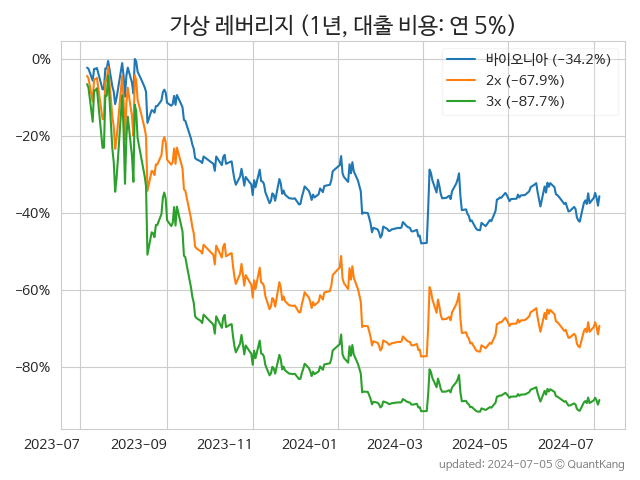 가상 레버리지 (1년, 대출 비용: 연 5%)
바이오니아 (−34.2%)
2x (−67.9%)
3x (−87.7%)
0%
−20%
−40%
−60%
−80%
2023-07 2023-09 2023-11 2024-01 2024-03 2024-05 2024-07
updated: 2024-07-05 © QuantKang